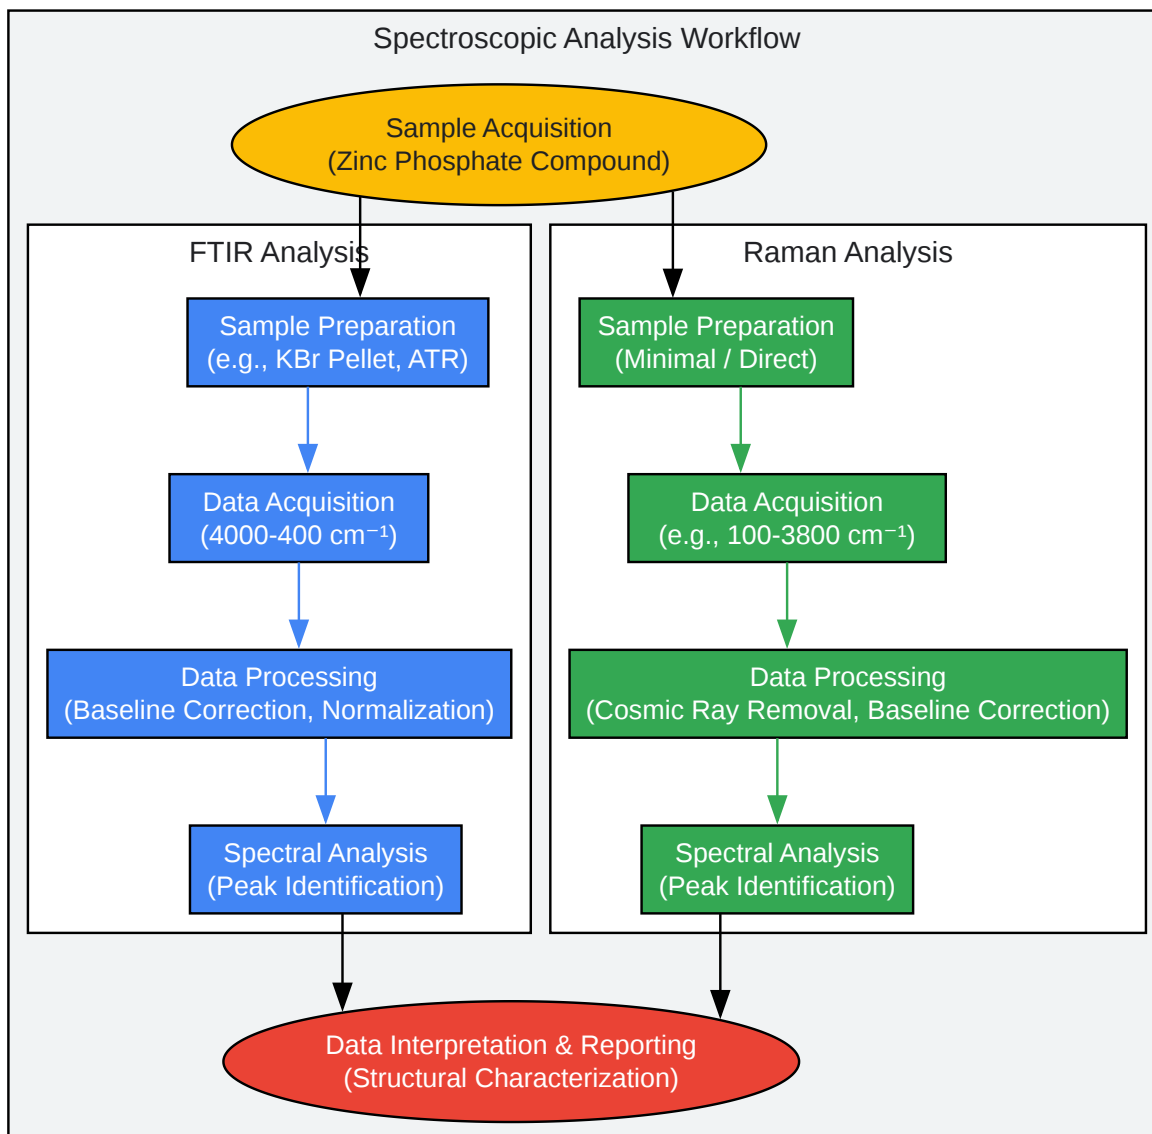 Spectroscopic Analysis Workflow
Sample Acquisition
(Zinc Phosphate Compound)
FTIR Analysis
Sample Preparation
(e.g., KBr Pellet, ATR)
Data Acquisition
(4000-400 cm⁻¹)
Data Processing
(Baseline Correction, Normalization)
Spectral Analysis
(Peak Identification)
Raman Analysis
Sample Preparation
(Minimal / Direct)
Data Acquisition
(e.g., 100-3800 cm⁻¹)
Data Processing
(Cosmic Ray Removal, Baseline Correction)
Spectral Analysis
(Peak Identification)
Data Interpretation & Reporting
(Structural Characterization)